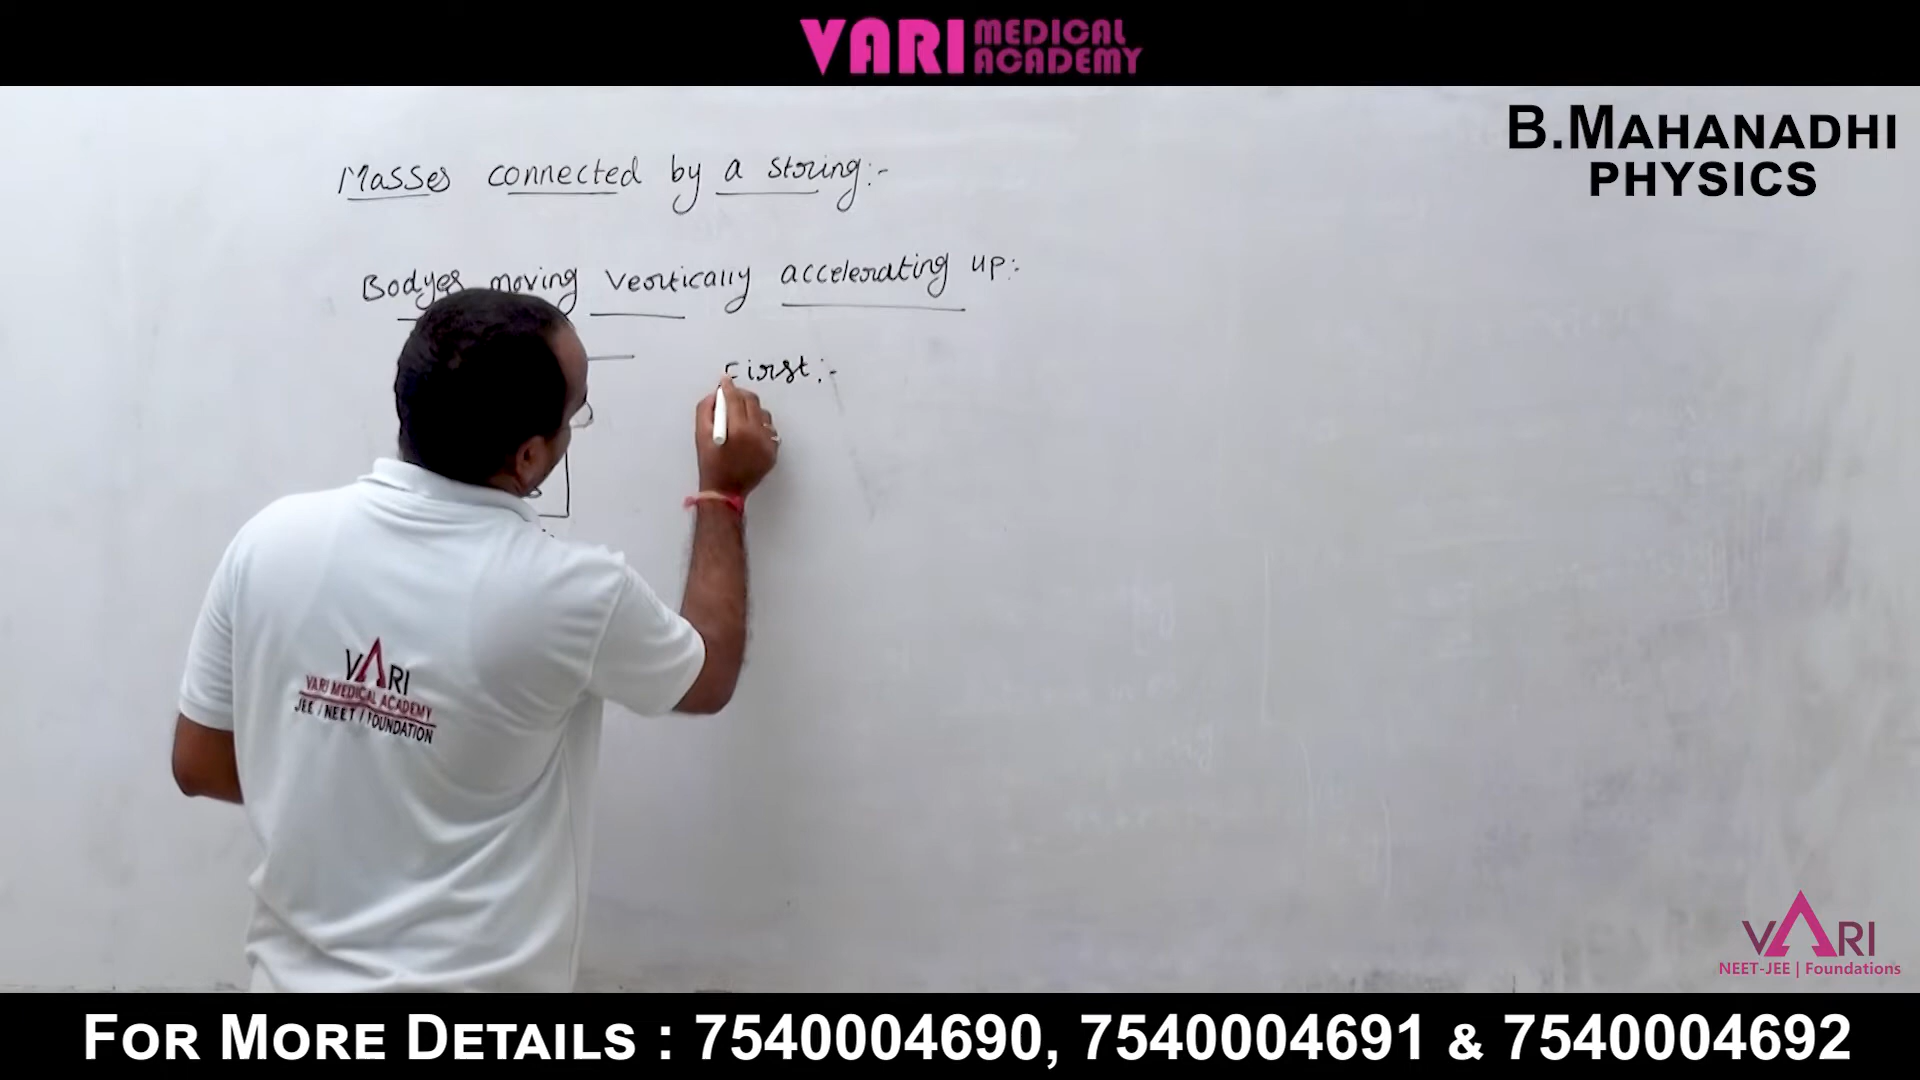 VARI MEDICAL ACADEMY
B.MAHANADHI
PHYSICS
Masses connected by a string:-
Bodyes moving vertically accelerating up:-
First:-
VARI
VARI MEDICAL ACADEMY
JEE / NEET / FOUNDATION
VARI
NEET-JEE | Foundations
FOR MORE DETAILS : 7540004690, 7540004691 & 7540004692